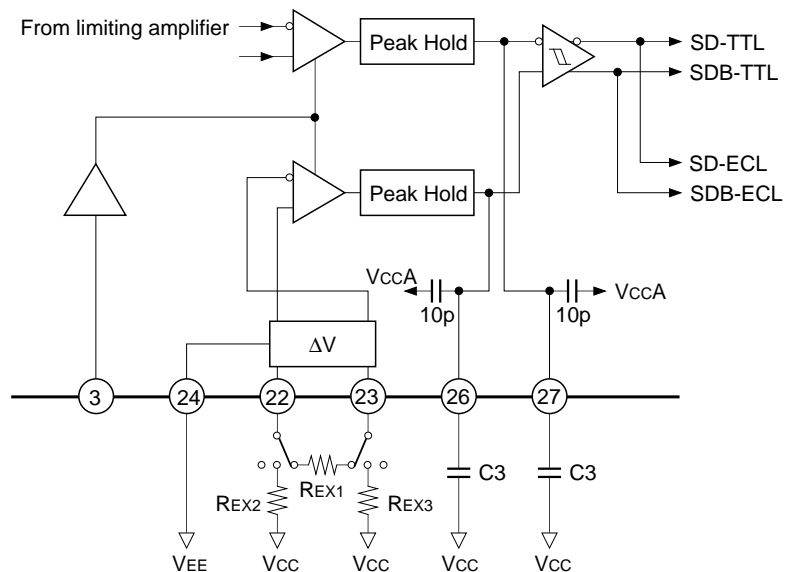 From limiting amplifier
Peak Hold
SD-TTL
SDB-TTL
Peak Hold
SD-ECL
SDB-ECL
VCCA
10p
10p
VCCA
ΔV
3
24
22
23
26
27
REX1
C3
C3
REX2
REX3
VEE
VCC
VCC
VCC
VCC